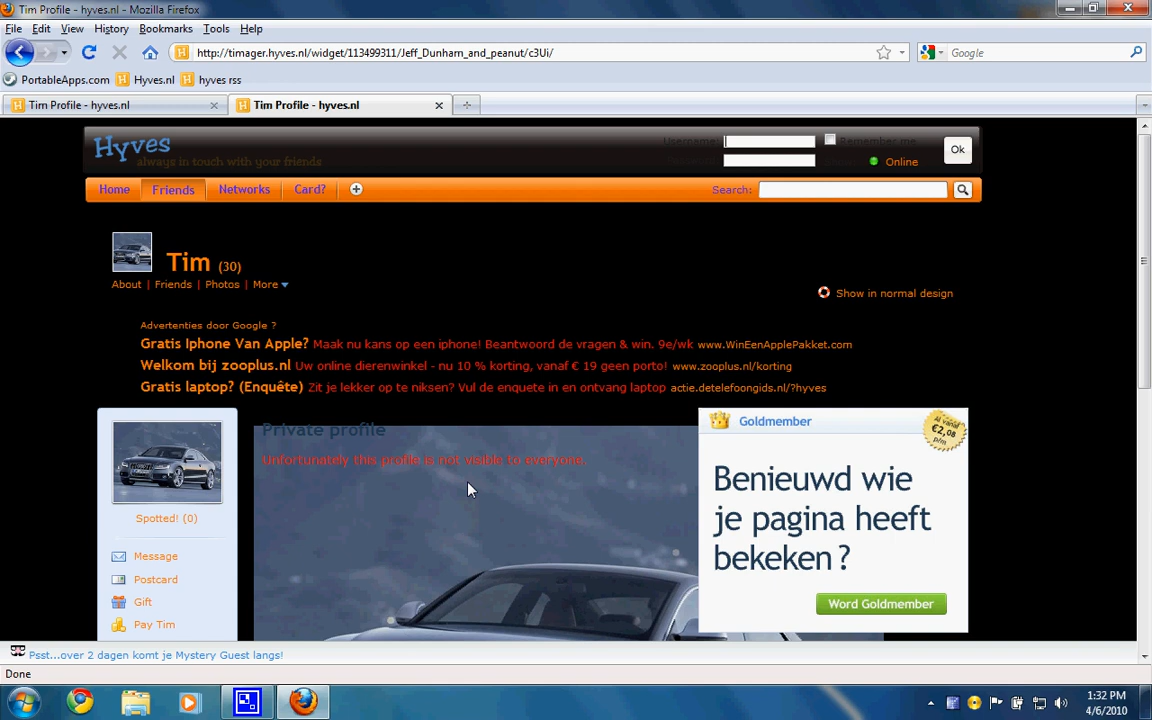 Tim Profile - hyves.nl - Mozilla Firefox
File Edit View History Bookmarks Tools Help
http://timager.hyves.nl/widget/113499311/Jeff_Dunham_and_peanut/c3Ui/
Google
PortableApps.com Hyves.nl hyves rss
Tim Profile - hyves.nl Tim Profile - hyves.nl
Hyves
always in touch with your friends
Username Remember me
Ok
Online
Home Friends Networks Card? Search:
Tim (30)
About | Friends | Photos | More
Show in normal design
Advertenties door Google ?
Gratis Iphone Van Apple? Maak nu kans op een iphone! Beantwoord de vragen & win. 9e/wk www.WinEenApplePakket.com
Welkom bij zooplus.nl Uw online dierenwinkel - nu 10 % korting, vanaf € 19 geen porto! www.zooplus.nl/korting
Gratis laptop? (Enquête) Zit je lekker op te niksen? Vul de enquete in en ontvang laptop actie.detelefoongids.nl/?hyves
Private profile
Unfortunately this profile is not visible to everyone.
Spotted! (0)
Message
Postcard
Gift
Pay Tim
Goldmember
Al vanaf
€2,08
p/m
Benieuwd wie
je pagina heeft
bekeken?
Word Goldmember
Psst...over 2 dagen komt je Mystery Guest langs!
Done
1:32 PM
4/6/2010